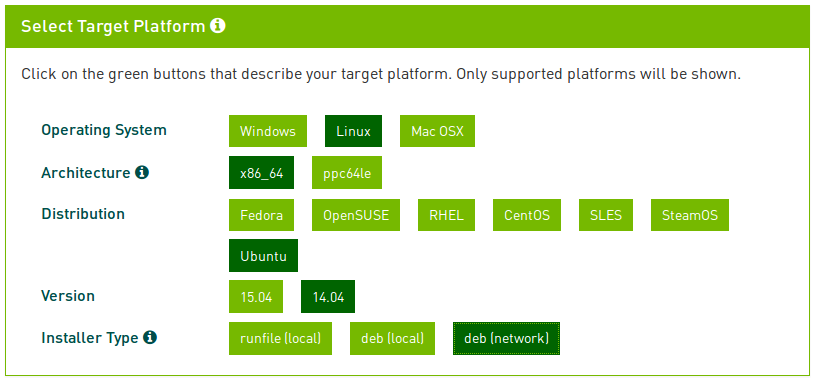 Select Target Platform
Click on the green buttons that describe your target platform. Only supported platforms will be shown.
Operating System Windows Linux Mac OSX
Architecture x86_64 ppc64le
Distribution Fedora OpenSUSE RHEL CentOS SLES SteamOS
Ubuntu
Version 15.04 14.04
Installer Type runfile (local) deb (local) deb (network)